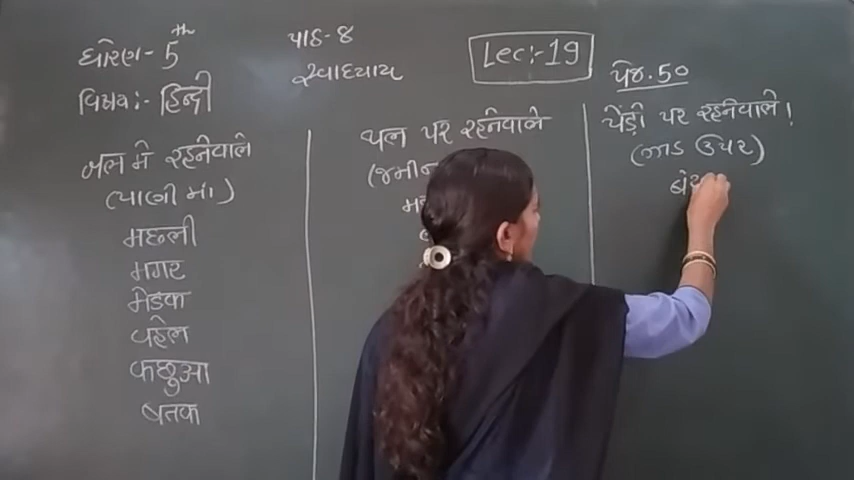 ધોરણ- 5th
વિષય:- हिन्दी
પાઠ-૪
સ્વાધ્યાય
Lec:-19
પેજ.50
जल मे रहनेवाले
(પાણી માં)
मछली
मगर
मेंढक
व्हेल
कछुआ
बतक
थल पर रहनेवाले
पेंड़ो पर रहनेवाले!
(ઝાડ ઉપર)